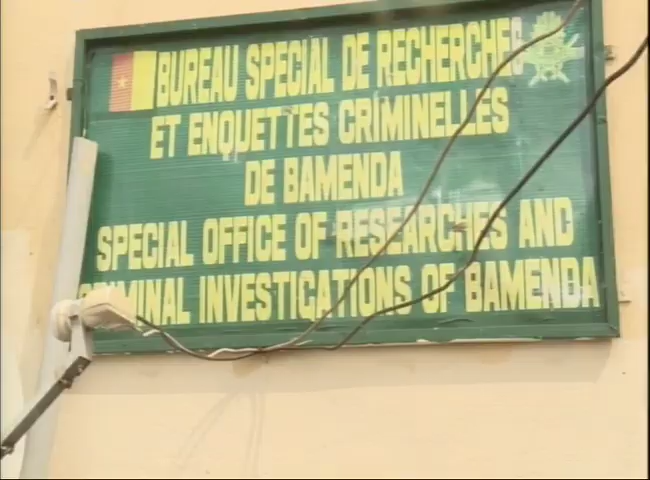 BUREAU SPECIAL DE RECHERCHES
ET ENQUETTES CRIMINELLES
DE BAMENDA
SPECIAL OFFICE OF RESEARCHES AND
CRIMINAL INVESTIGATIONS OF BAMENDA